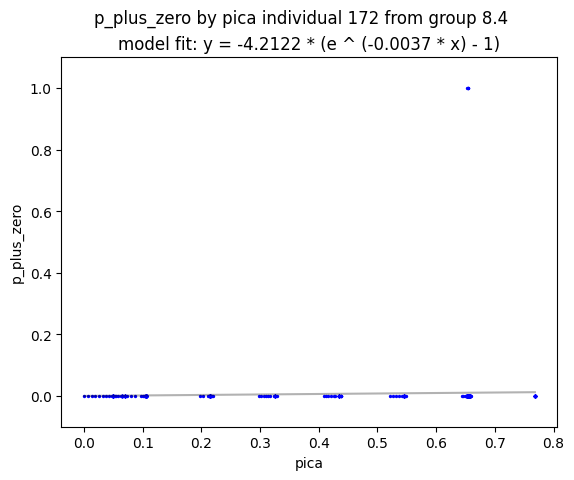 p_plus_zero by pica individual 172 from group 8.4
model fit: y = -4.2122 * (e ^ (-0.0037 * x) - 1)
1.0
0.8
0.6
0.4
0.2
0.0
p_plus_zero
0.0 0.1 0.2 0.3 0.4 0.5 0.6 0.7 0.8
pica